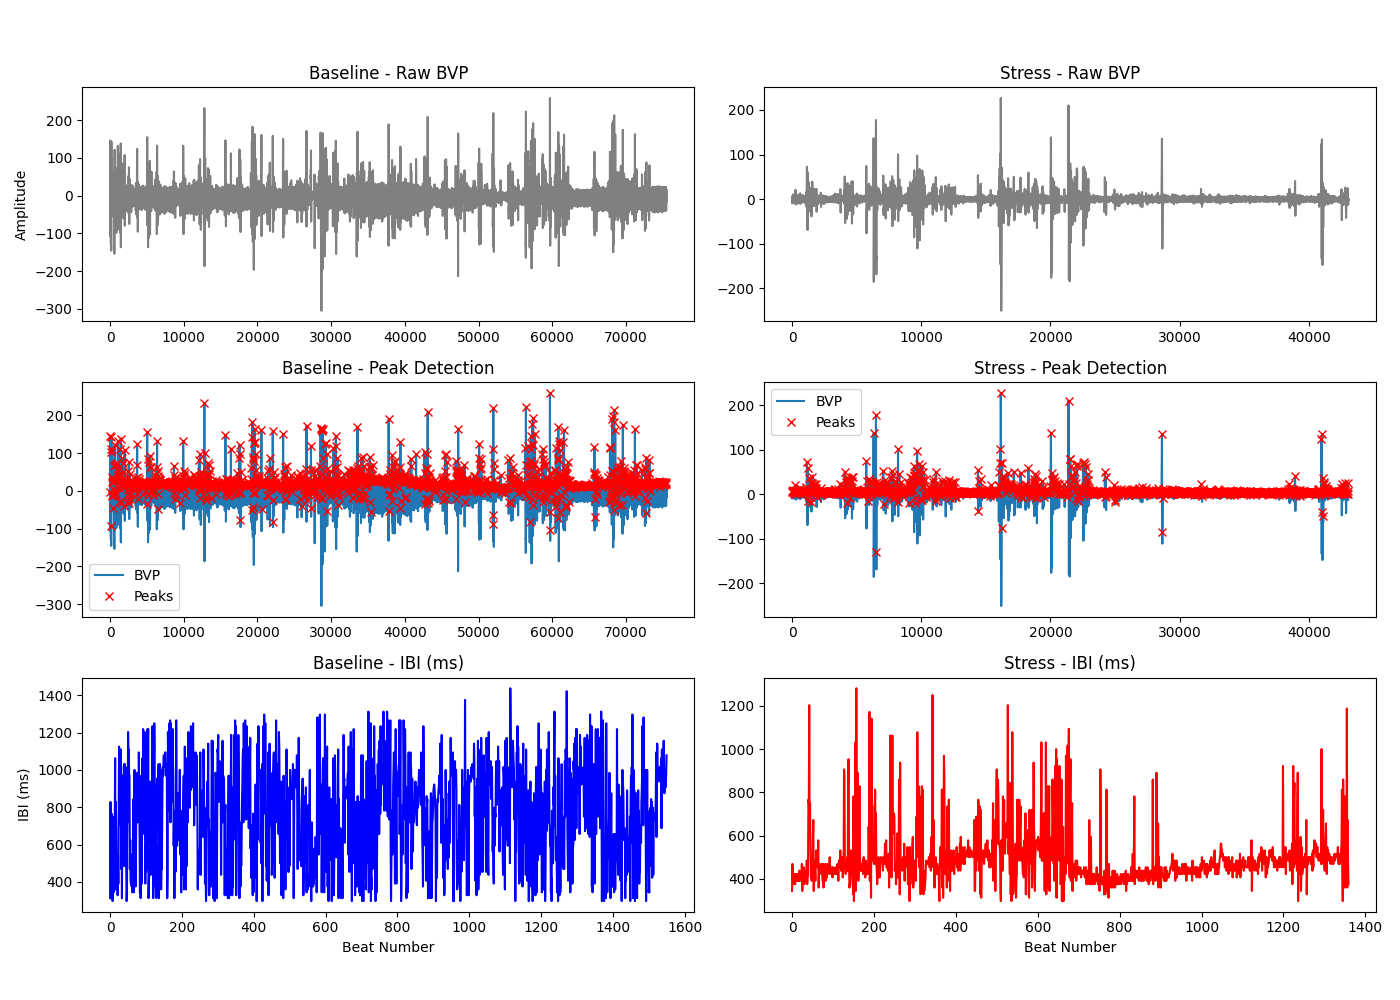 Baseline - Raw BVP
Amplitude
200
100
0
−100
−200
−300
0 10000 20000 30000 40000 50000 60000 70000
Stress - Raw BVP
200
100
0
−100
−200
0 10000 20000 30000 40000
Baseline - Peak Detection
200
100
0
−100
−200
−300
BVP
Peaks
0 10000 20000 30000 40000 50000 60000 70000
Stress - Peak Detection
BVP
Peaks
200
100
0
−100
−200
0 10000 20000 30000 40000
Baseline - IBI (ms)
IBI (ms)
1400
1200
1000
800
600
400
0 200 400 600 800 1000 1200 1400 1600
Beat Number
Stress - IBI (ms)
1200
1000
800
600
400
0 200 400 600 800 1000 1200 1400
Beat Number